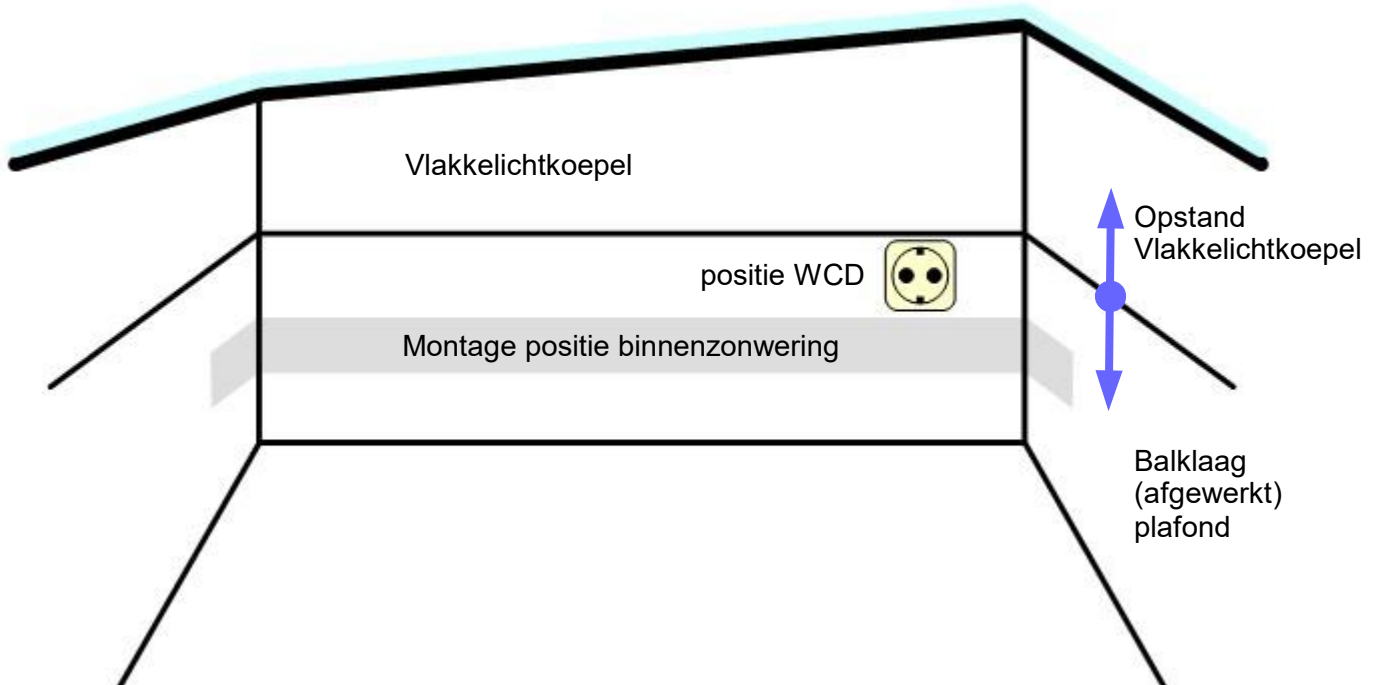 Vlakkelichtkoepel
Opstand
Vlakkelichtkoepel
positie WCD
Montage positie binnenzonwering
Balklaag
(afgewerkt)
plafond